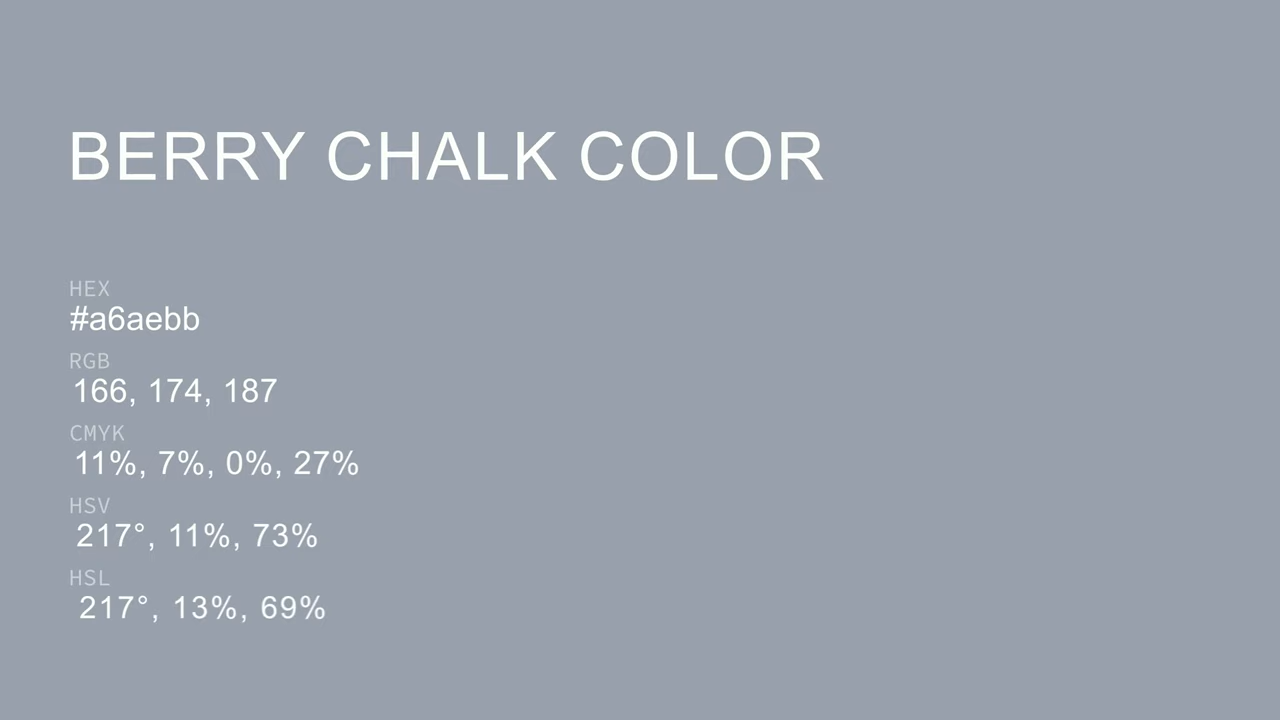 BERRY CHALK COLOR
HEX
#a6aebb
RGB
166, 174, 187
CMYK
11%, 7%, 0%, 27%
HSV
217°, 11%, 73%
HSL
217°, 13%, 69%